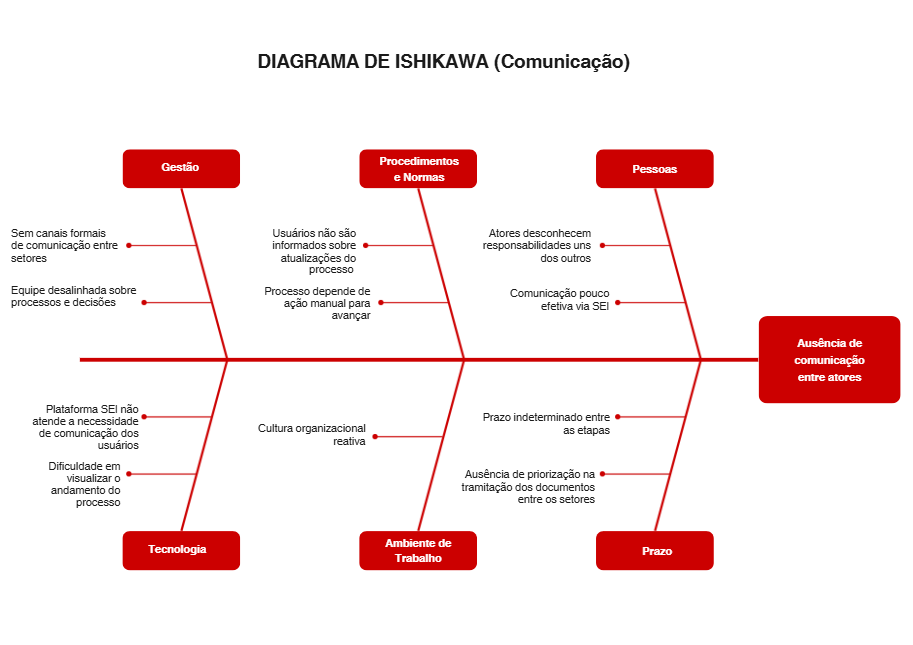 DIAGRAMA DE ISHIKAWA (Comunicação)
Gestão
Procedimentos
e Normas
Pessoas
Sem canais formais
de comunicação entre
setores
Equipe desalinhada sobre
processos e decisões
Usuários não são
informados sobre
atualizações do
processo
Processo depende de
ação manual para
avançar
Atores desconhecem
responsabilidades uns
dos outros
Comunicação pouco
efetiva via SEI
Ausência de
comunicação
entre atores
Plataforma SEI não
atende a necessidade
de comunicação dos
usuários
Dificuldade em
visualizar o
andamento do
processo
Cultura organizacional
reativa
Prazo indeterminado entre
as etapas
Ausência de priorização na
tramitação dos documentos
entre os setores
Tecnologia
Ambiente de
Trabalho
Prazo